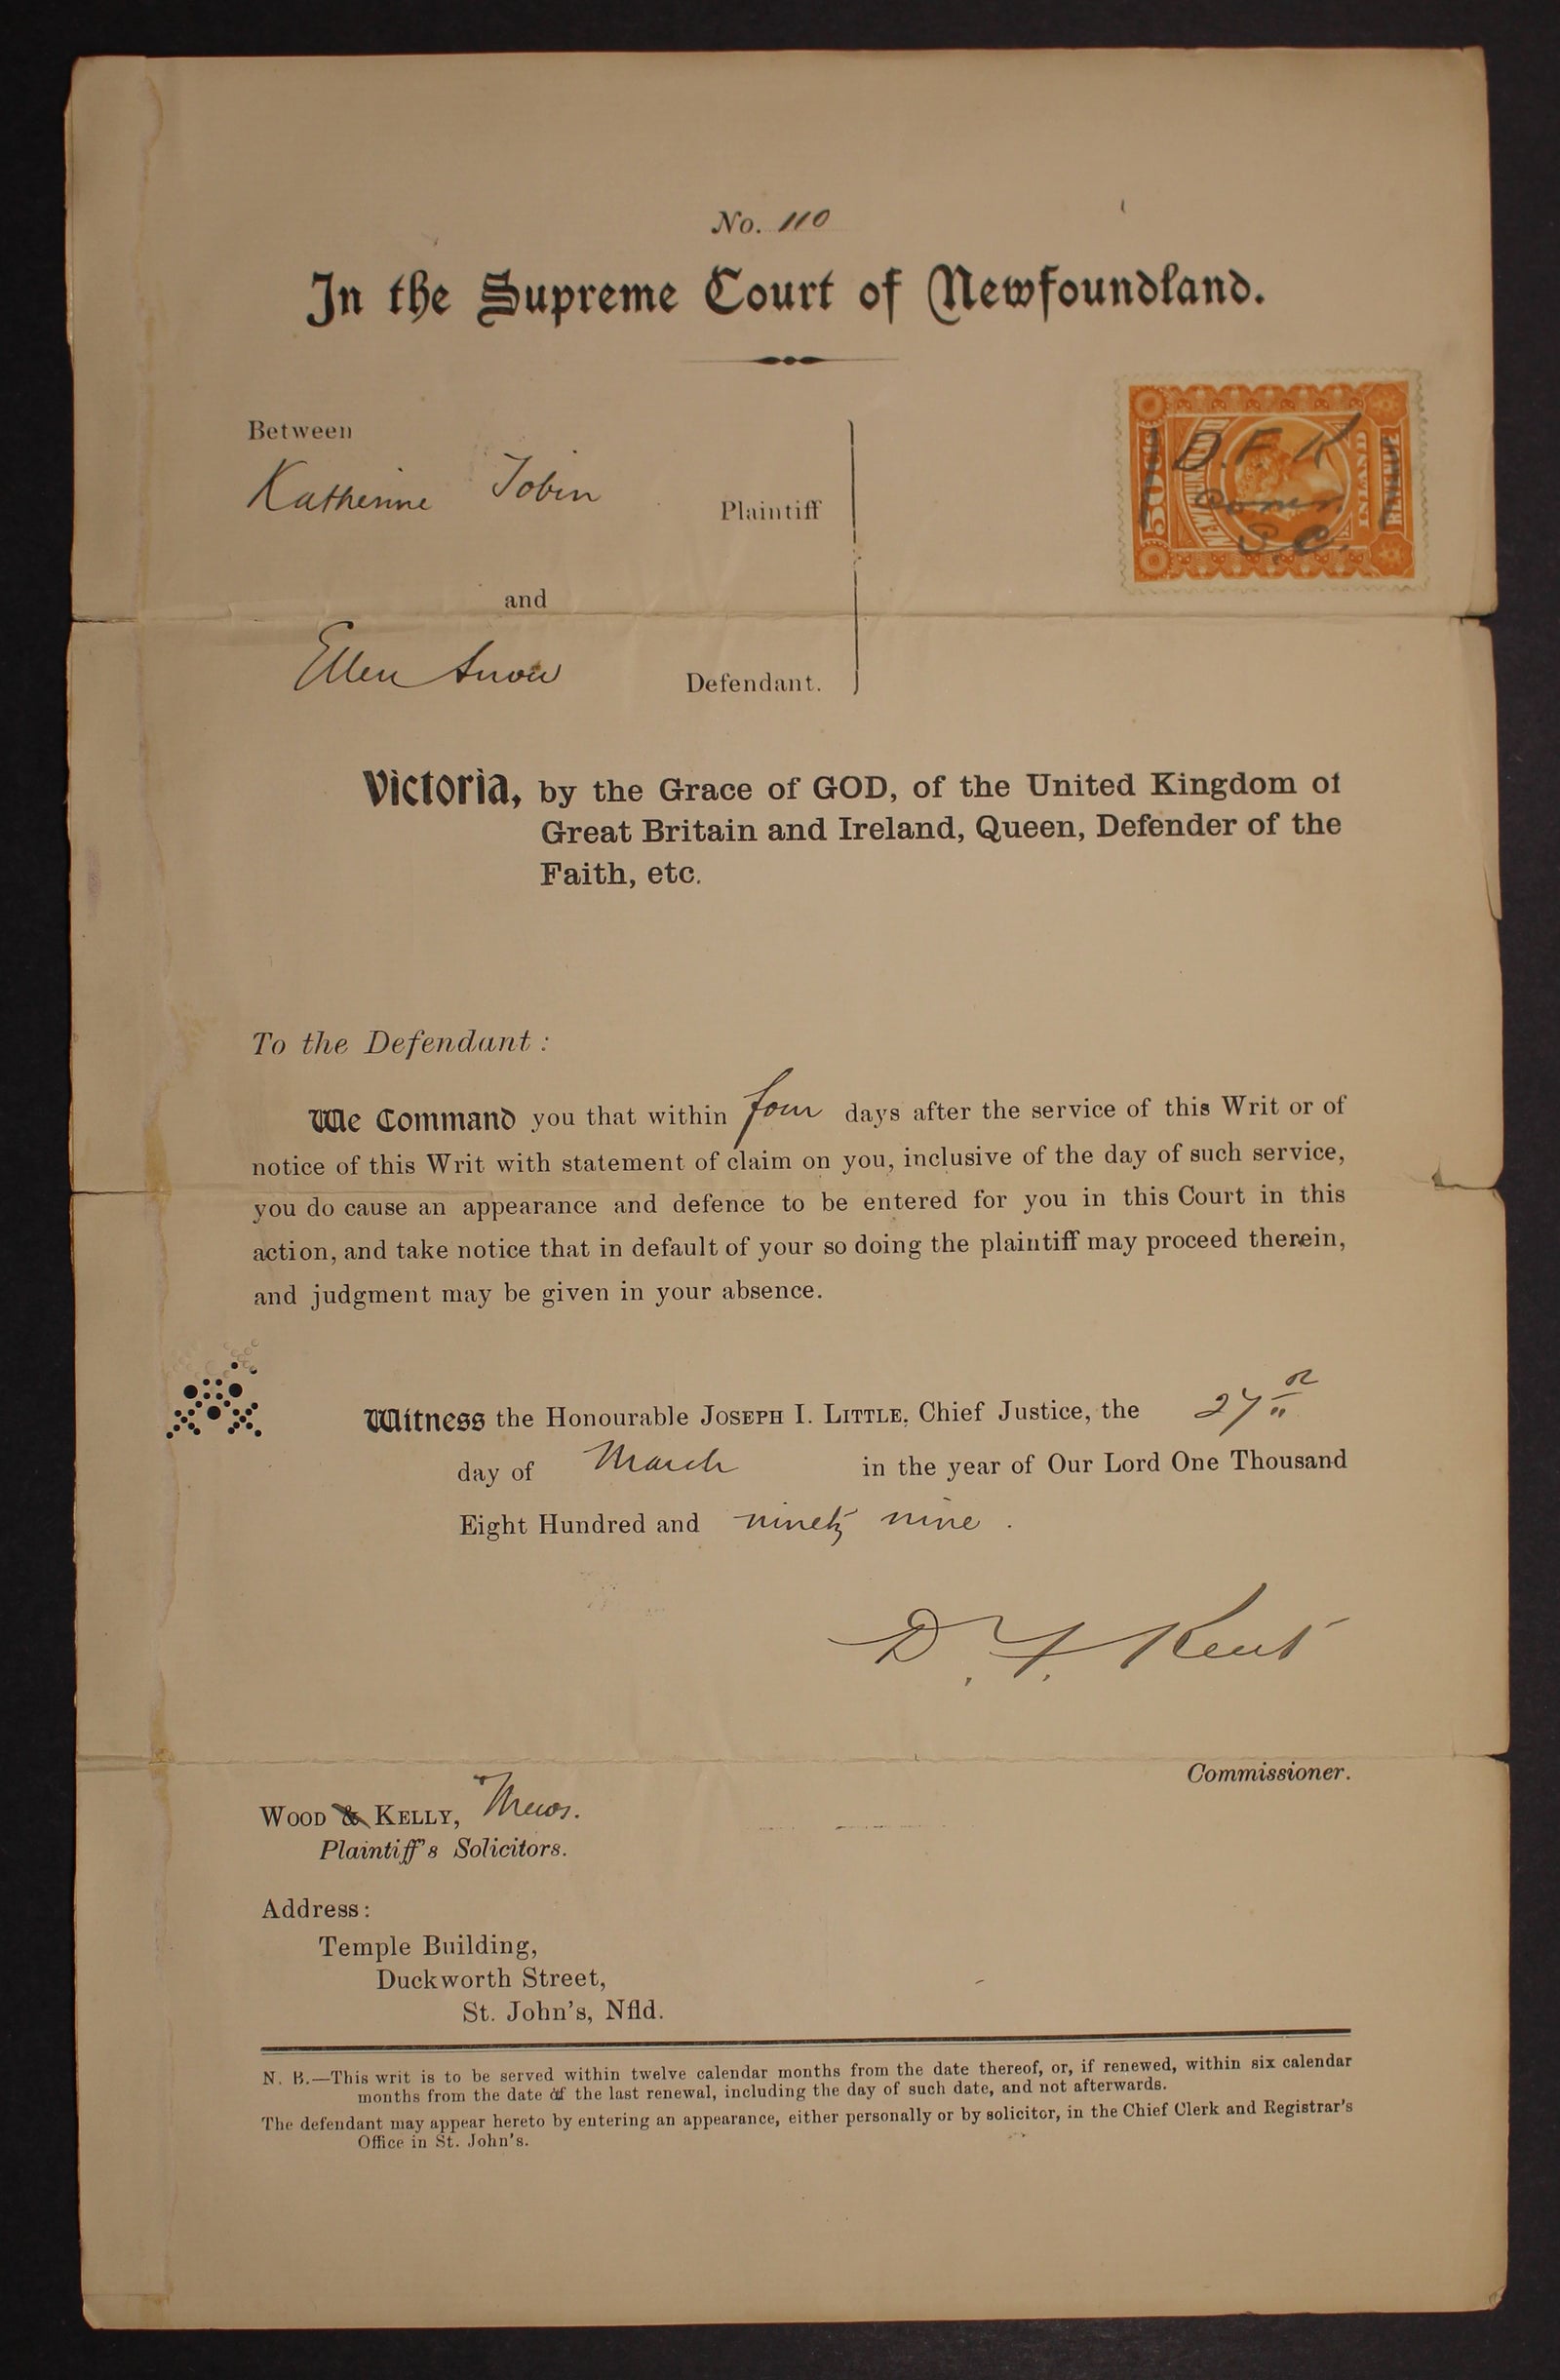 No. 110
In the Supreme Court of Newfoundland.
Between
Katherine Tobin Plaintiff
and
Ellen Snow Defendant.
50 CENTS
NEWFOUNDLAND
INLAND
REVENUE
D. F. K
Comr.
S.C.
Victoria, by the Grace of GOD, of the United Kingdom of
Great Britain and Ireland, Queen, Defender of the
Faith, etc.
To the Defendant :
We Command you that within four days after the service of this Writ or of
notice of this Writ with statement of claim on you, inclusive of the day of such service,
you do cause an appearance and defence to be entered for you in this Court in this
action, and take notice that in default of your so doing the plaintiff may proceed therein,
and judgment may be given in your absence.
Witness the Honourable JOSEPH I. LITTLE, Chief Justice, the 27th
day of March in the year of Our Lord One Thousand
Eight Hundred and ninety nine .
D. F. Kent
Commissioner.
WOOD & KELLY, Mews.
Plaintiff's Solicitors.
Address:
Temple Building,
Duckworth Street,
St. John's, Nfld.
N. B.—This writ is to be served within twelve calendar months from the date thereof, or, if renewed, within six calendar
months from the date of the last renewal, including the day of such date, and not afterwards.
The defendant may appear hereto by entering an appearance, either personally or by solicitor, in the Chief Clerk and Registrar's
Office in St. John's.